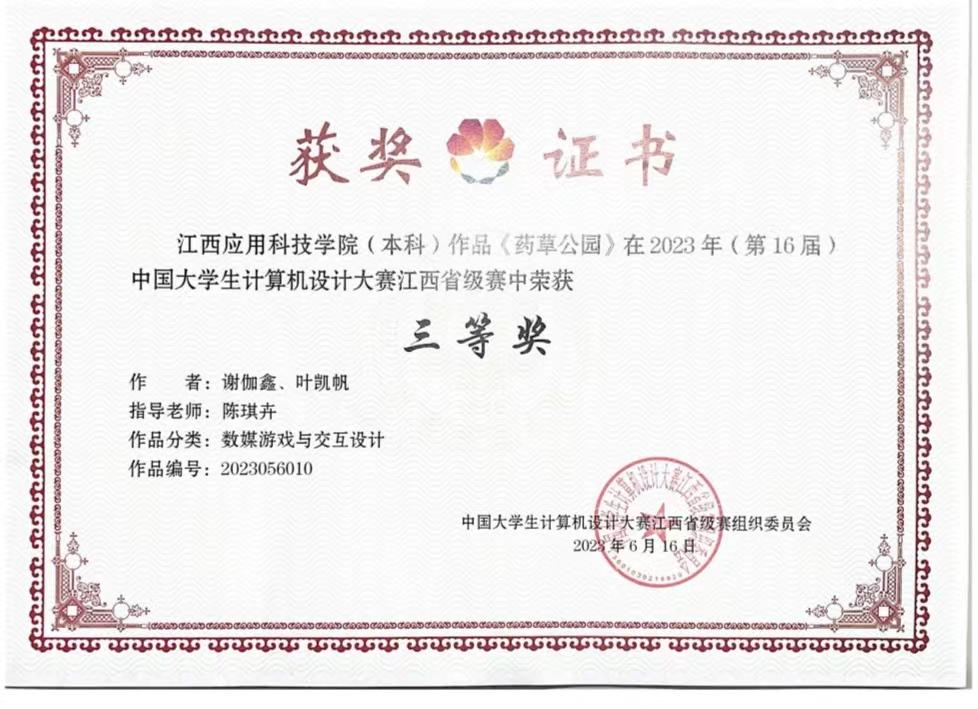 获奖证书
江西应用科技学院（本科）作品《药草公园》在2023年（第16届）
中国大学生计算机设计大赛江西省级赛中荣获
三等奖
作　　者：谢伽鑫、叶凯帆
指导老师：陈琪卉
作品分类：数媒游戏与交互设计
作品编号：2023056010
中国大学生计算机设计大赛江西省级赛组织委员会
2023年6月16日